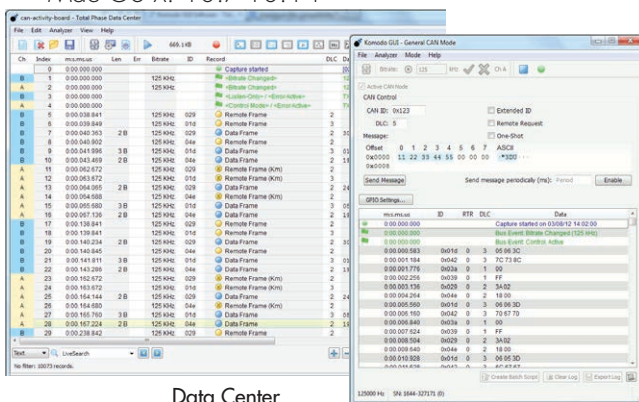 can-activity-board - Total Phase Data Center
File Edit Analyzer View Help
669.1 KB
Ch Index m:s.ms.us Len Err Bitrate ID Record DLC
0 0:00.000.000 Capture started
B 1 0:00.000.000 125 KHz <Bitrate Changed>
A 2 0:00.000.000 125 KHz <Bitrate Changed>
B 3 0:00.000.000 <Listen-Only> / <Error Active>
A 4 0:00.000.000 <Control Mode> / <Error Active>
B 5 0:00.038.841 125 KHz 029 Remote Frame 2
B 6 0:00.039.849 125 KHz 01d Remote Frame 3
B 7 0:00.040.363 2 B 125 KHz 029 Data Frame 2
B 8 0:00.040.902 125 KHz 04e Remote Frame 2
B 9 0:00.041.996 3 B 125 KHz 01d Data Frame 3
B 10 0:00.043.469 2 B 125 KHz 04e Data Frame 2
A 11 0:00.062.672 125 KHz 029 Remote Frame (Km) 2
A 12 0:00.063.672 125 KHz 01d Remote Frame (Km) 3
A 13 0:00.064.065 2 B 125 KHz 029 Data Frame 2
A 14 0:00.064.688 125 KHz 04e Remote Frame (Km) 2
A 15 0:00.065.680 3 B 125 KHz 01d Data Frame 3
A 16 0:00.067.136 2 B 125 KHz 04e Data Frame 2
B 17 0:00.138.841 125 KHz 029 Remote Frame 2
B 18 0:00.139.841 125 KHz 01d Remote Frame 3
B 19 0:00.140.234 2 B 125 KHz 029 Data Frame 2
B 20 0:00.140.845 125 KHz 04e Remote Frame 2
B 21 0:00.141.811 3 B 125 KHz 01d Data Frame 3
B 22 0:00.143.286 2 B 125 KHz 04e Data Frame 2
A 23 0:00.162.672 125 KHz 029 Remote Frame (Km) 2
A 24 0:00.163.672 125 KHz 01d Remote Frame (Km) 3
A 25 0:00.164.144 2 B 125 KHz 029 Data Frame 2
A 26 0:00.164.680 125 KHz 04e Remote Frame (Km) 2
A 27 0:00.165.760 3 B 125 KHz 01d Data Frame 3
A 28 0:00.167.224 2 B 125 KHz 04e Data Frame 2
B 29 0:00.238.842 125 KHz 029 Remote Frame 2
Text LiveSearch
No filter: 10073 records.
Data Center
Komodo GUI - General CAN Mode
File Analyze Mode Help
Bitrate: 125 kHz Ch A
Active CAN Node
CAN Control
CAN ID: 0x123 Extended ID
DLC: 5 Remote Request
Message: One-Shot
Offset 0 1 2 3 4 5 6 7 ASCII
0x0000 11 22 33 44 55 00 00 00
0x0008
Send Message Send message periodically (ms): Period Enable
GPIO Settings...
m:s.ms.us ID RTR DLC Data
0:00.000.000 Capture started on 03/08/12 14:02:00
0:00.000.000 Bus Event: Bitrate Changed (125 kHz)
0:00.000.000 Bus Event: Control Active
0:00.000.583 0x01d 0 3 05 06 3C
0:00.001.184 0x042 0 3 7C 73 8C
0:00.001.776 0x03a 0 1 00
0:00.002.256 0x039 0 1 FF
0:00.003.136 0x029 0 2 3A 02
0:00.004.264 0x04e 0 2 18 00
0:00.005.560 0x01d 0 3 06 06 3D
0:00.006.160 0x042 0 3 70 67 70
0:00.006.840 0x03a 0 1 00
0:00.007.624 0x039 0 1 FF
0:00.008.504 0x029 0 2 3A 02
0:00.009.640 0x04e 0 2 18 00
0:00.010.928 0x01d 0 3 06 05 3D
Create Batch Script Clear Log Export Log
125000 Hz SN: 1644-327171 (0)